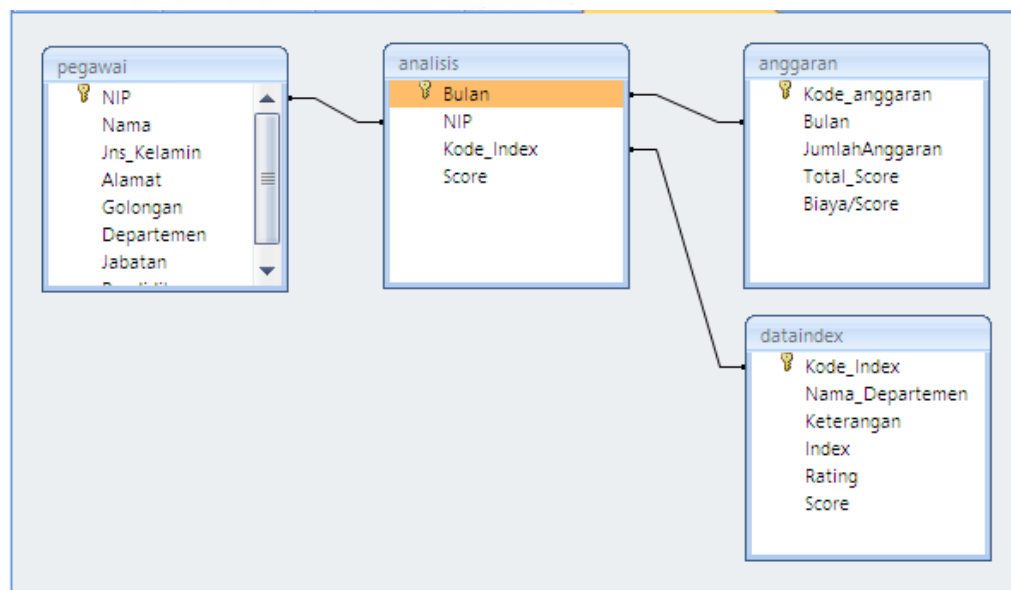 pegawai
NIP
Nama
Jns_Kelamin
Alamat
Golongan
Departemen
Jabatan
analisis
Bulan
NIP
Kode_Index
Score
anggaran
Kode_anggaran
Bulan
JumlahAnggaran
Total_Score
Biaya/Score
dataindex
Kode_Index
Nama_Departemen
Keterangan
Index
Rating
Score